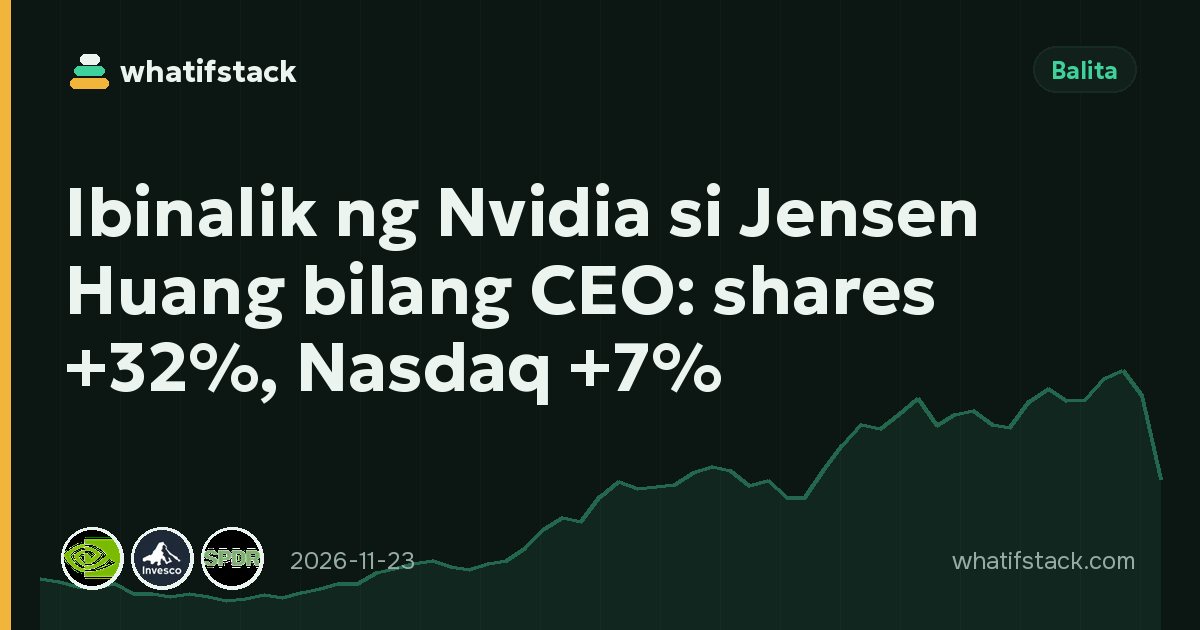 whatifstack
Balita
Ibinalik ng Nvidia si Jensen
Huang bilang CEO: shares
+32%, Nasdaq +7%
Invesco
SPDR
2026-11-23
whatifstack.com